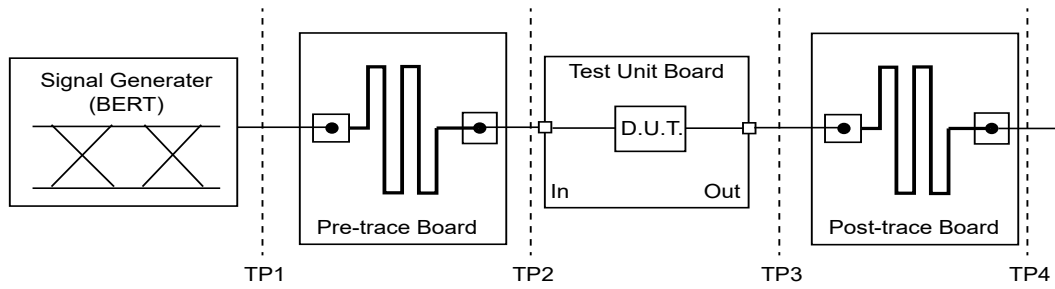 Signal Generater
(BERT)
Pre-trace Board
Test Unit Board
D.U.T.
In
Out
Post-trace Board
TP1
TP2
TP3
TP4